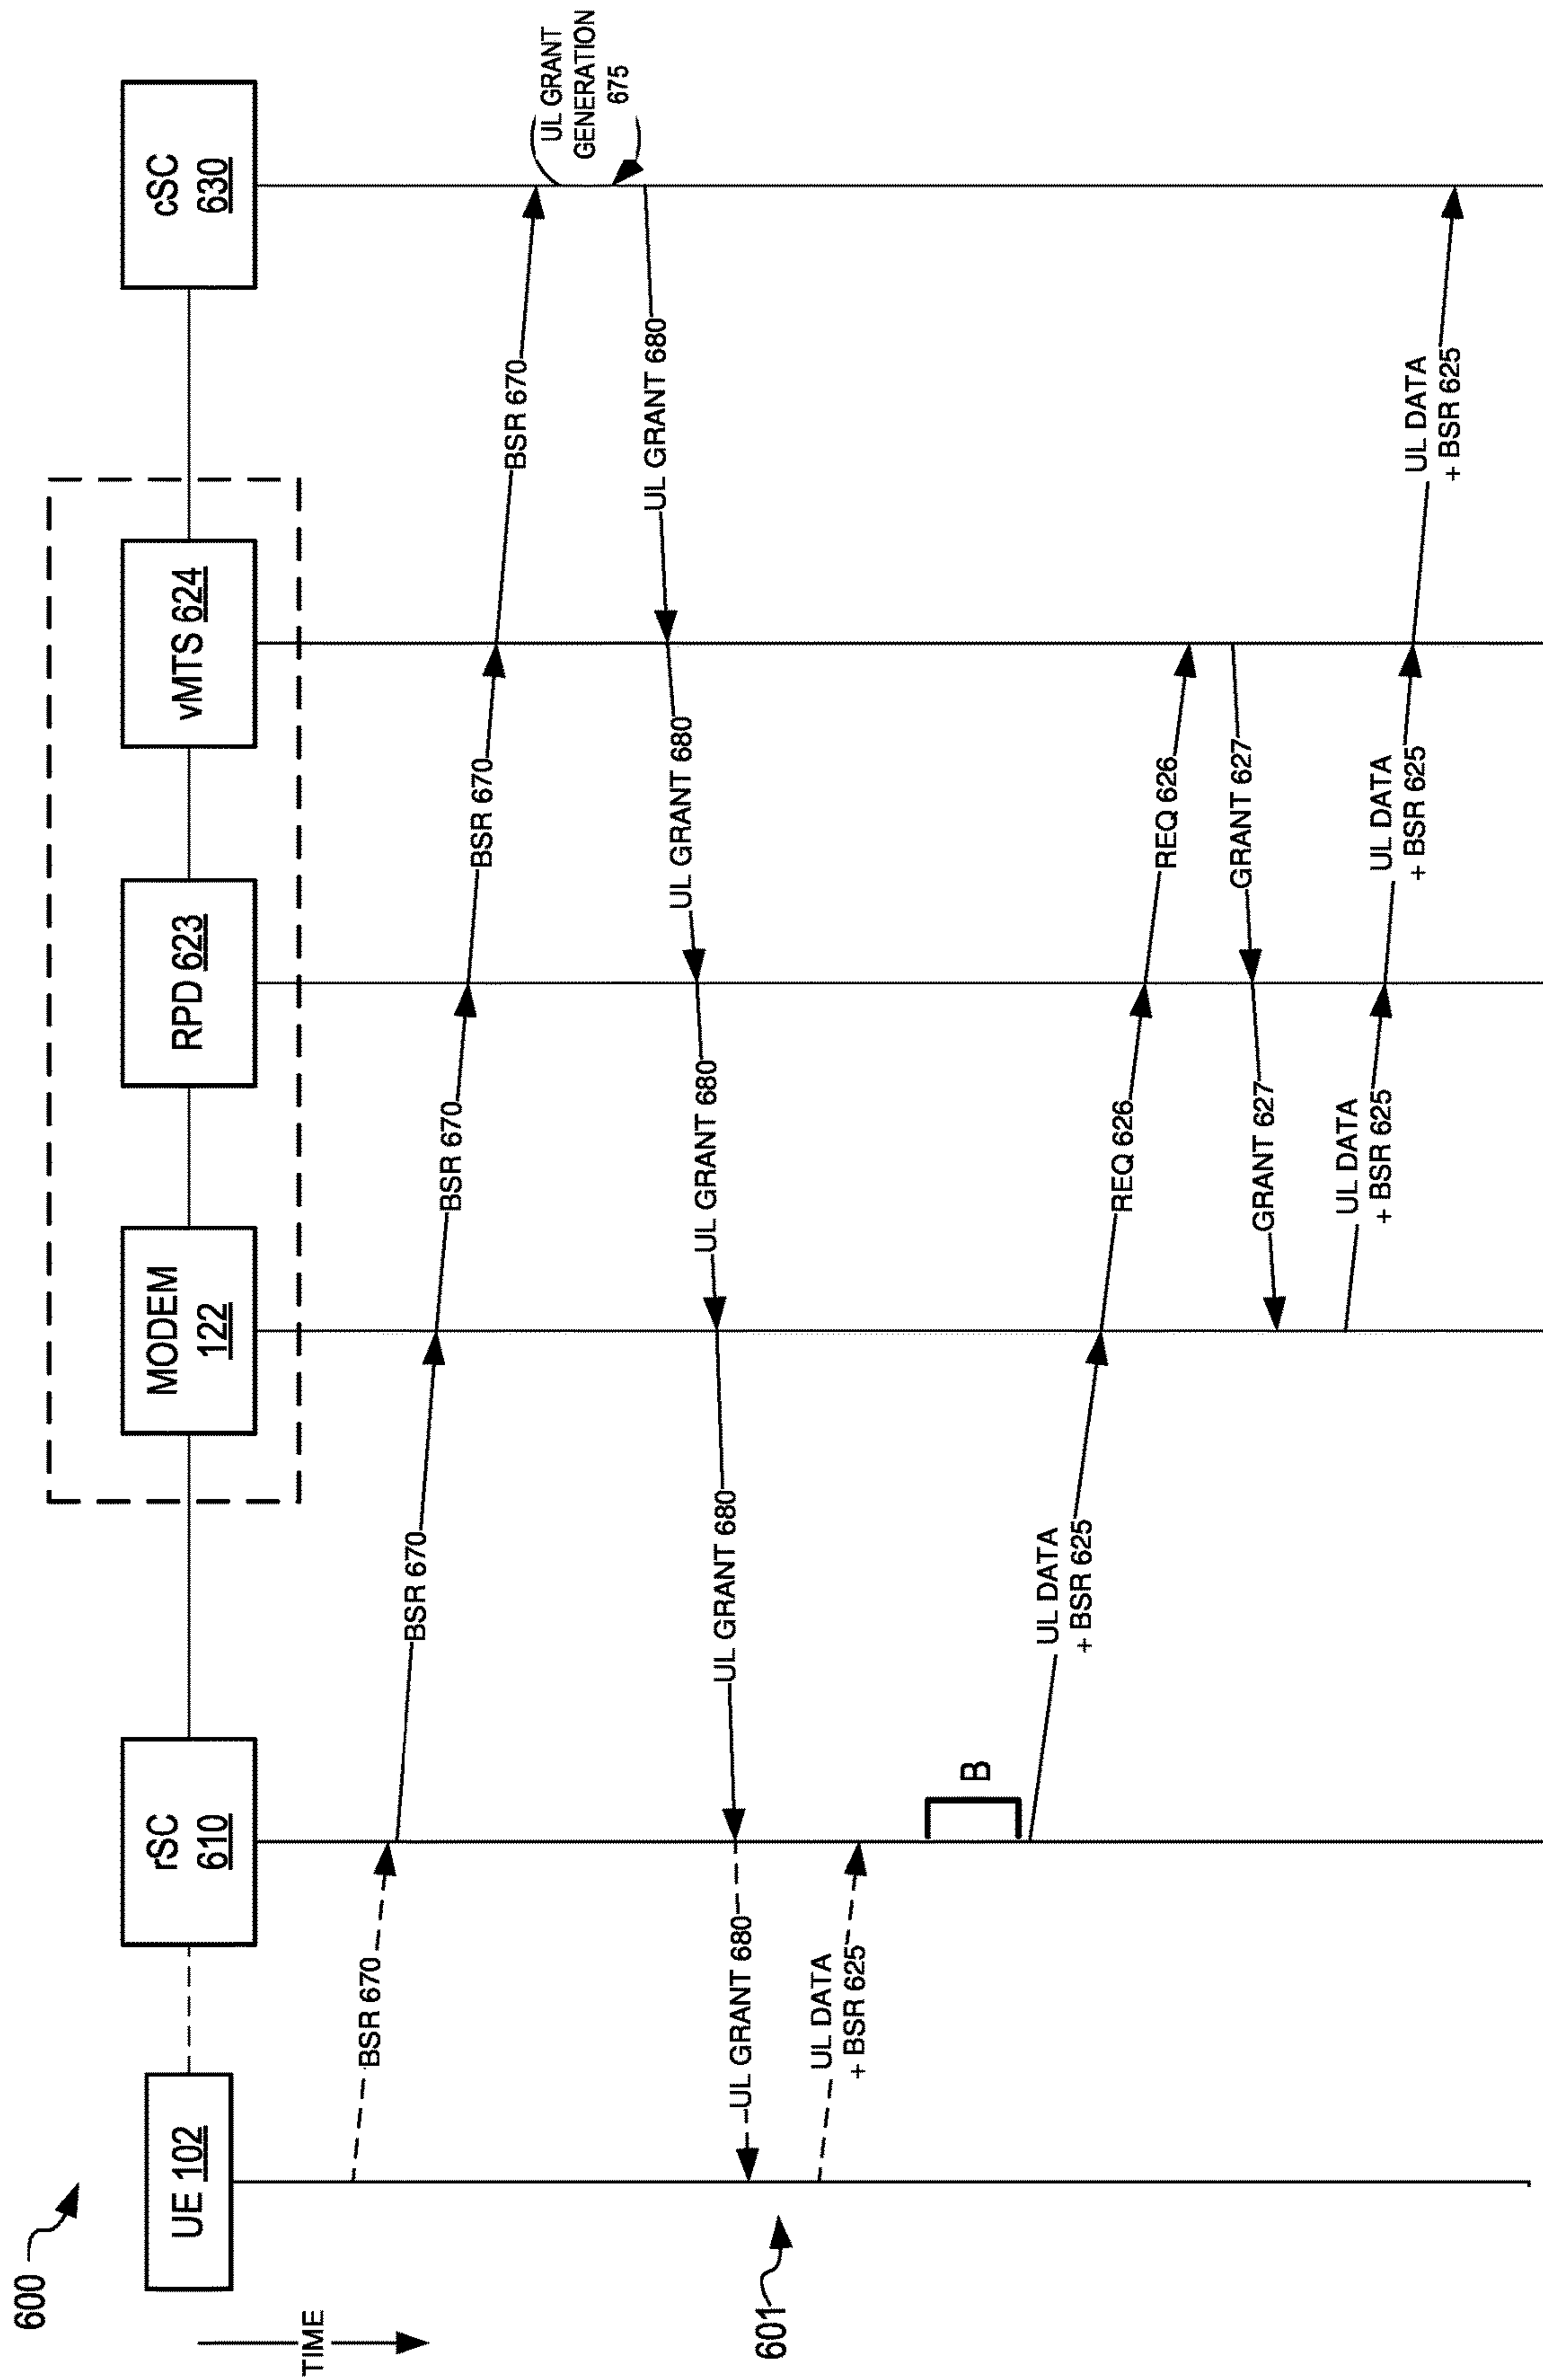 600
TIME
UE 102
rSC
610
MODEM
122
RPD 623
vMTS 624
cSC
630
BSR 670
BSR 670
BSR 670
BSR 670
BSR 670
UL GRANT
GENERATION
675
UL GRANT 680
UL GRANT 680
UL GRANT 680
UL GRANT 680
UL GRANT 680
601
UL DATA
+ BSR 625
B
UL DATA
+ BSR 625
REQ 626
REQ 626
GRANT 627
GRANT 627
UL DATA
+ BSR 625
UL DATA
+ BSR 625
UL DATA
+ BSR 625